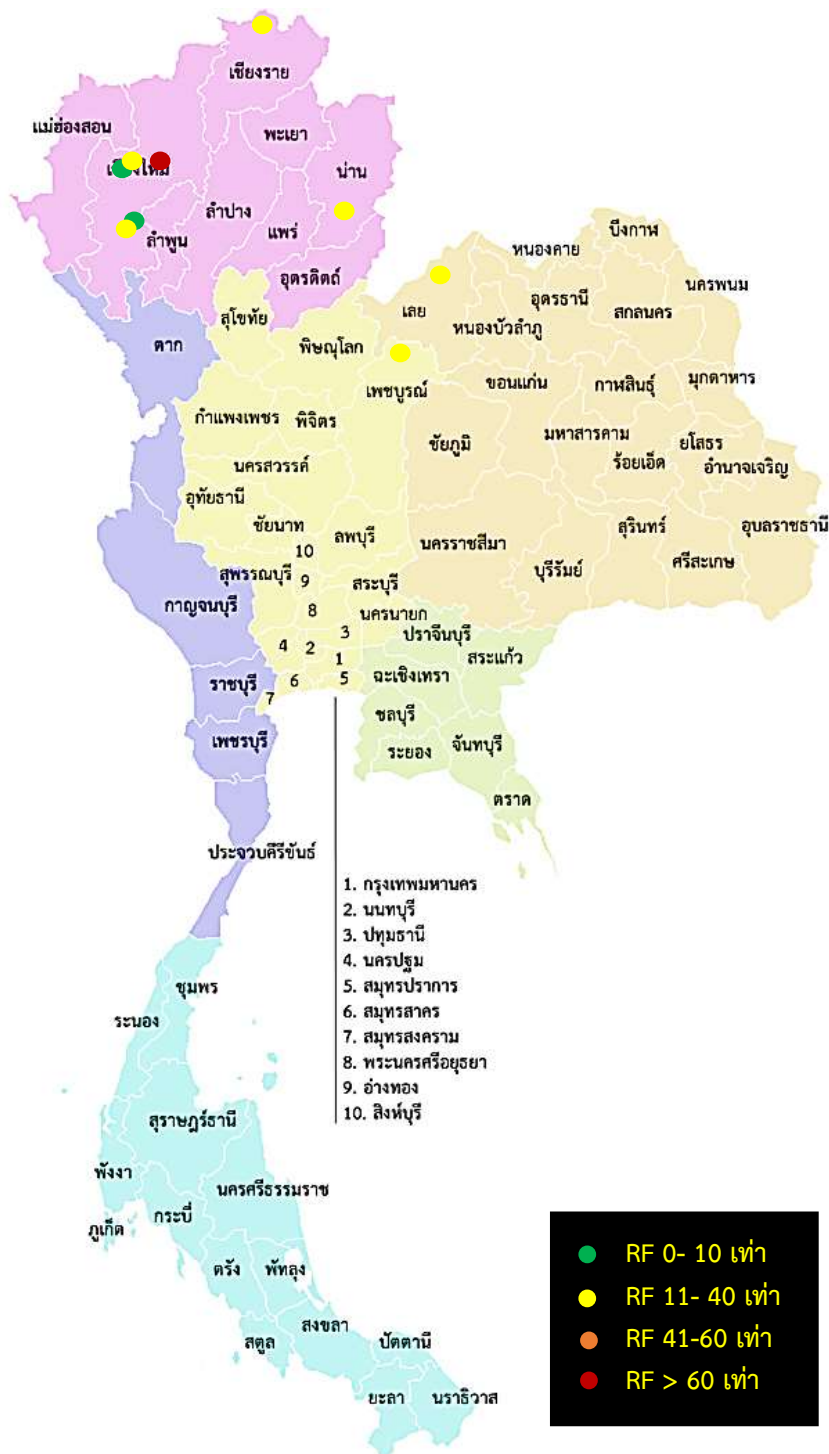 เชียงราย
แม่ฮ่องสอน
พะเยา
เชียงใหม่
น่าน
ลำปาง
แพร่
ลำพูน
บึงกาฬ
หนองคาย
อุตรดิตถ์
นครพนม
อุดรธานี
เลย
สกลนคร
สุโขทัย
หนองบัวลำภู
ตาก
พิษณุโลก
เพชบูรณ์
ขอนแก่น
กาฬสินธุ์
มุกดาหาร
กำแพงเพชร
พิจิตร
ชัยภูมิ
มหาสารคาม
ยโสธร
ร้อยเอ็ด
อำนาจเจริญ
นครสวรรค์
อุทัยธานี
ชัยนาท
ลพบุรี
นครราชสีมา
สุรินทร์
อุบลราชธานี
10
บุรีรัมย์
ศรีสะเกษ
สุพรรณบุรี
9
สระบุรี
กาญจนบุรี
8
นครนายก
3
ปราจีนบุรี
4
2
1
สระแก้ว
ราชบุรี
6
5
ฉะเชิงเทรา
7
ชลบุรี
เพชรบุรี
ระยอง
จันทบุรี
ตราด
ประจวบคีรีขันธ์
1. กรุงเทพมหานคร
2. นนทบุรี
3. ปทุมธานี
4. นครปฐม
5. สมุทรปราการ
6. สมุทรสาคร
7. สมุทรสงคราม
8. พระนครศรีอยุธยา
9. อ่างทอง
10. สิงห์บุรี
ชุมพร
ระนอง
สุราษฎร์ธานี
พังงา
นครศรีธรรมราช
กระบี่
ภูเก็ต
ตรัง
พัทลุง
สงขลา
สตูล
ปัตตานี
ยะลา
นราธิวาส
RF 0- 10 เท่า
RF 11- 40 เท่า
RF 41-60 เท่า
RF > 60 เท่า